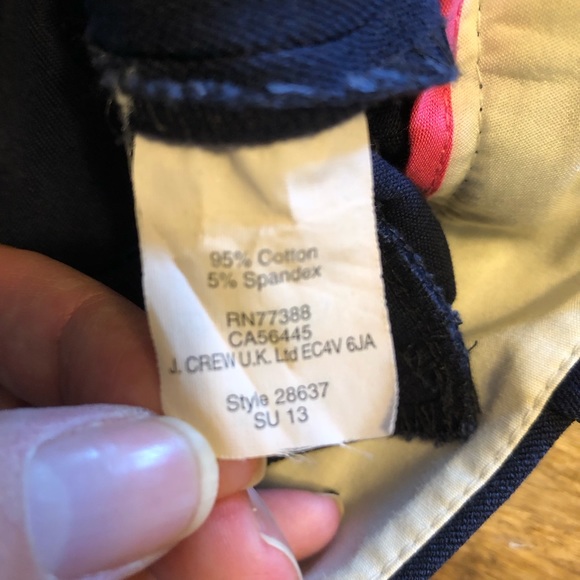 95% Cotton
5% Spandex
RN77388
CA56445
J. CREW U.K. Ltd EC4V 6JA
Style 28637
SU 13